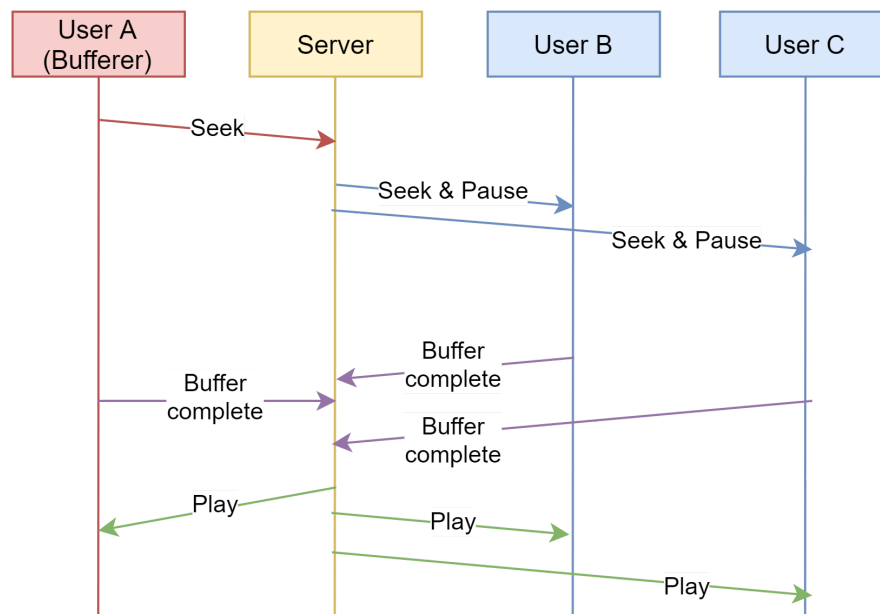 User A
(Bufferer)
Server
User B
User C
Seek
Seek & Pause
Seek & Pause
Buffer
complete
Buffer
complete
Buffer
complete
Play
Play
Play